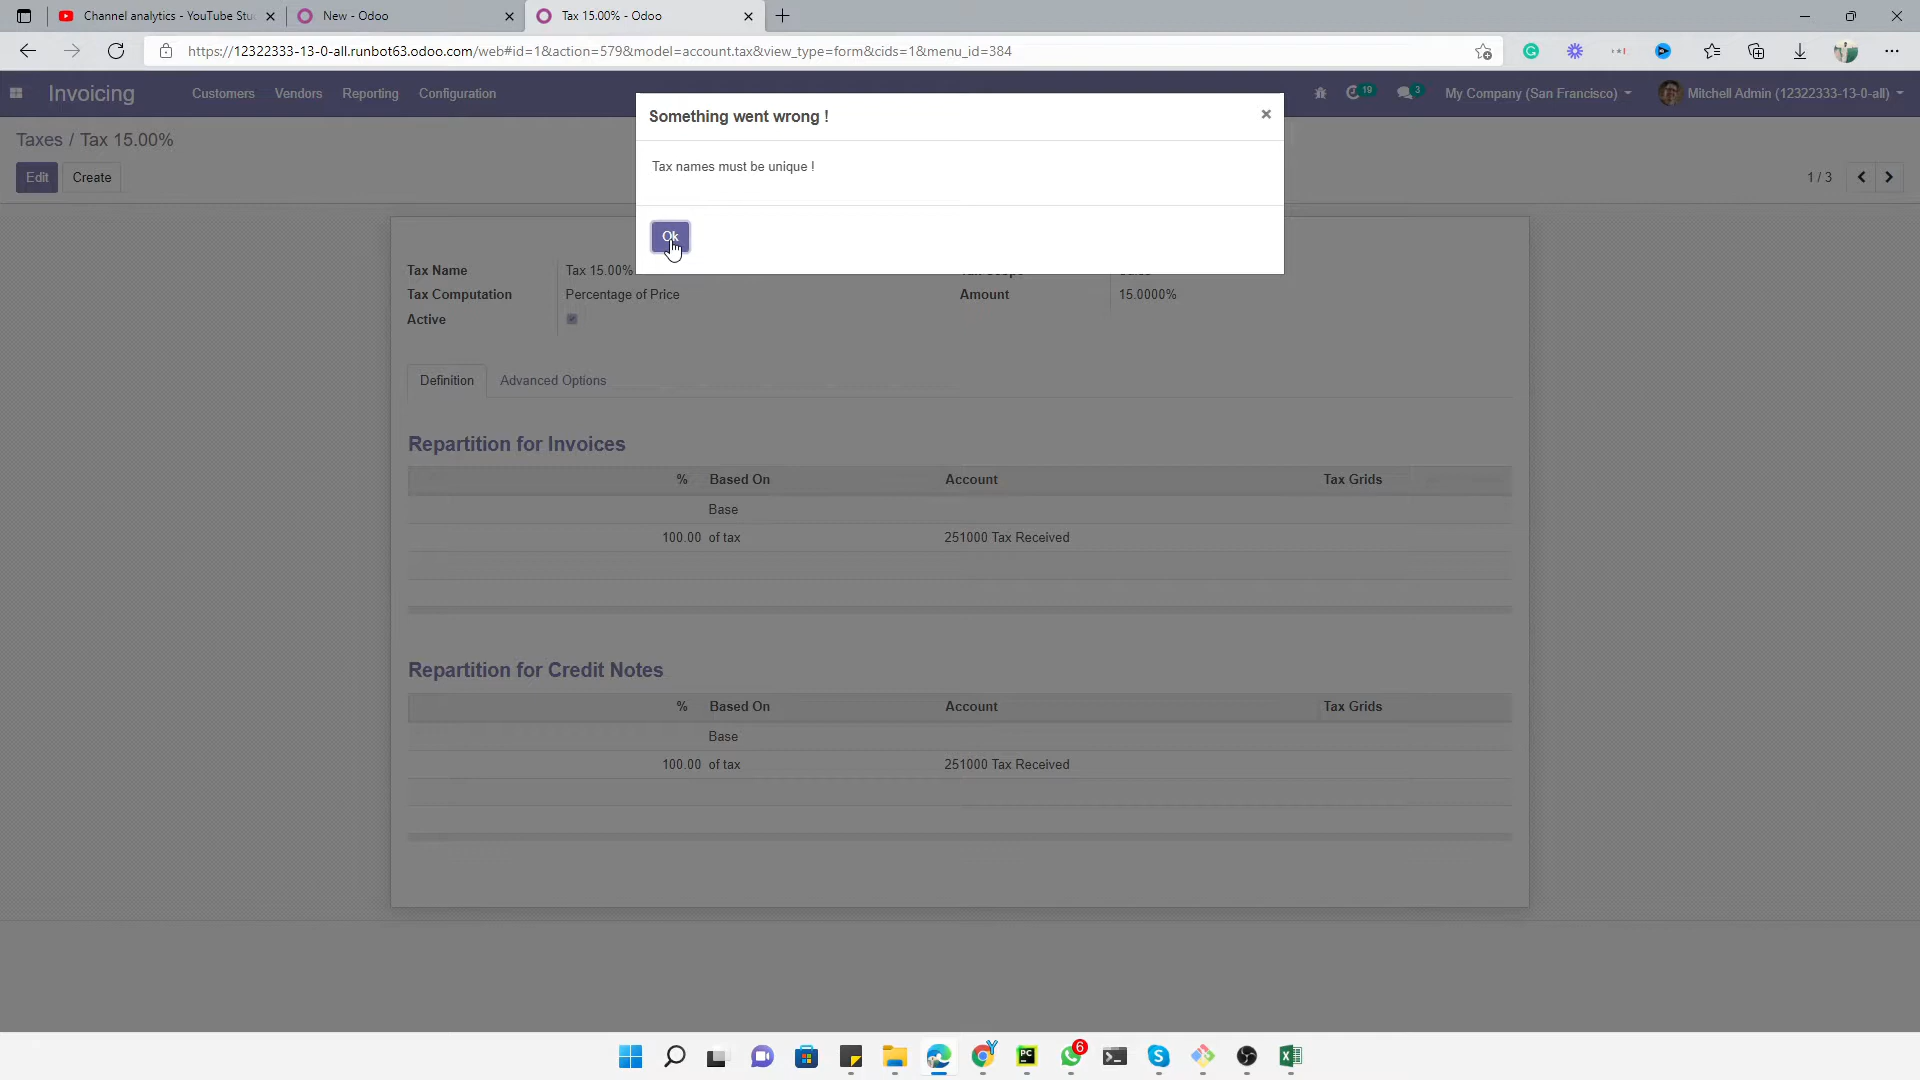 Channel analytics - YouTube Stu
New - Odoo
Tax 15.00% - Odoo
https://12322333-13-0-all.runbot63.odoo.com/web#id=1&action=579&model=account.tax&view_type=form&cids=1&menu_id=384
Invoicing
Customers
Vendors
Reporting
Configuration
19
3
My Company (San Francisco)
Mitchell Admin (12322333-13-0-all)
Taxes / Tax 15.00%
Edit
Create
1 / 3
Something went wrong !
×
Tax names must be unique !
Ok
Tax Name
Tax 15.00%
Tax Computation
Percentage of Price
Amount
15.0000%
Active
Definition
Advanced Options
Repartition for Invoices
% Based On Account Tax Grids
Base
100.00 of tax 251000 Tax Received
Repartition for Credit Notes
% Based On Account Tax Grids
Base
100.00 of tax 251000 Tax Received
PC
6